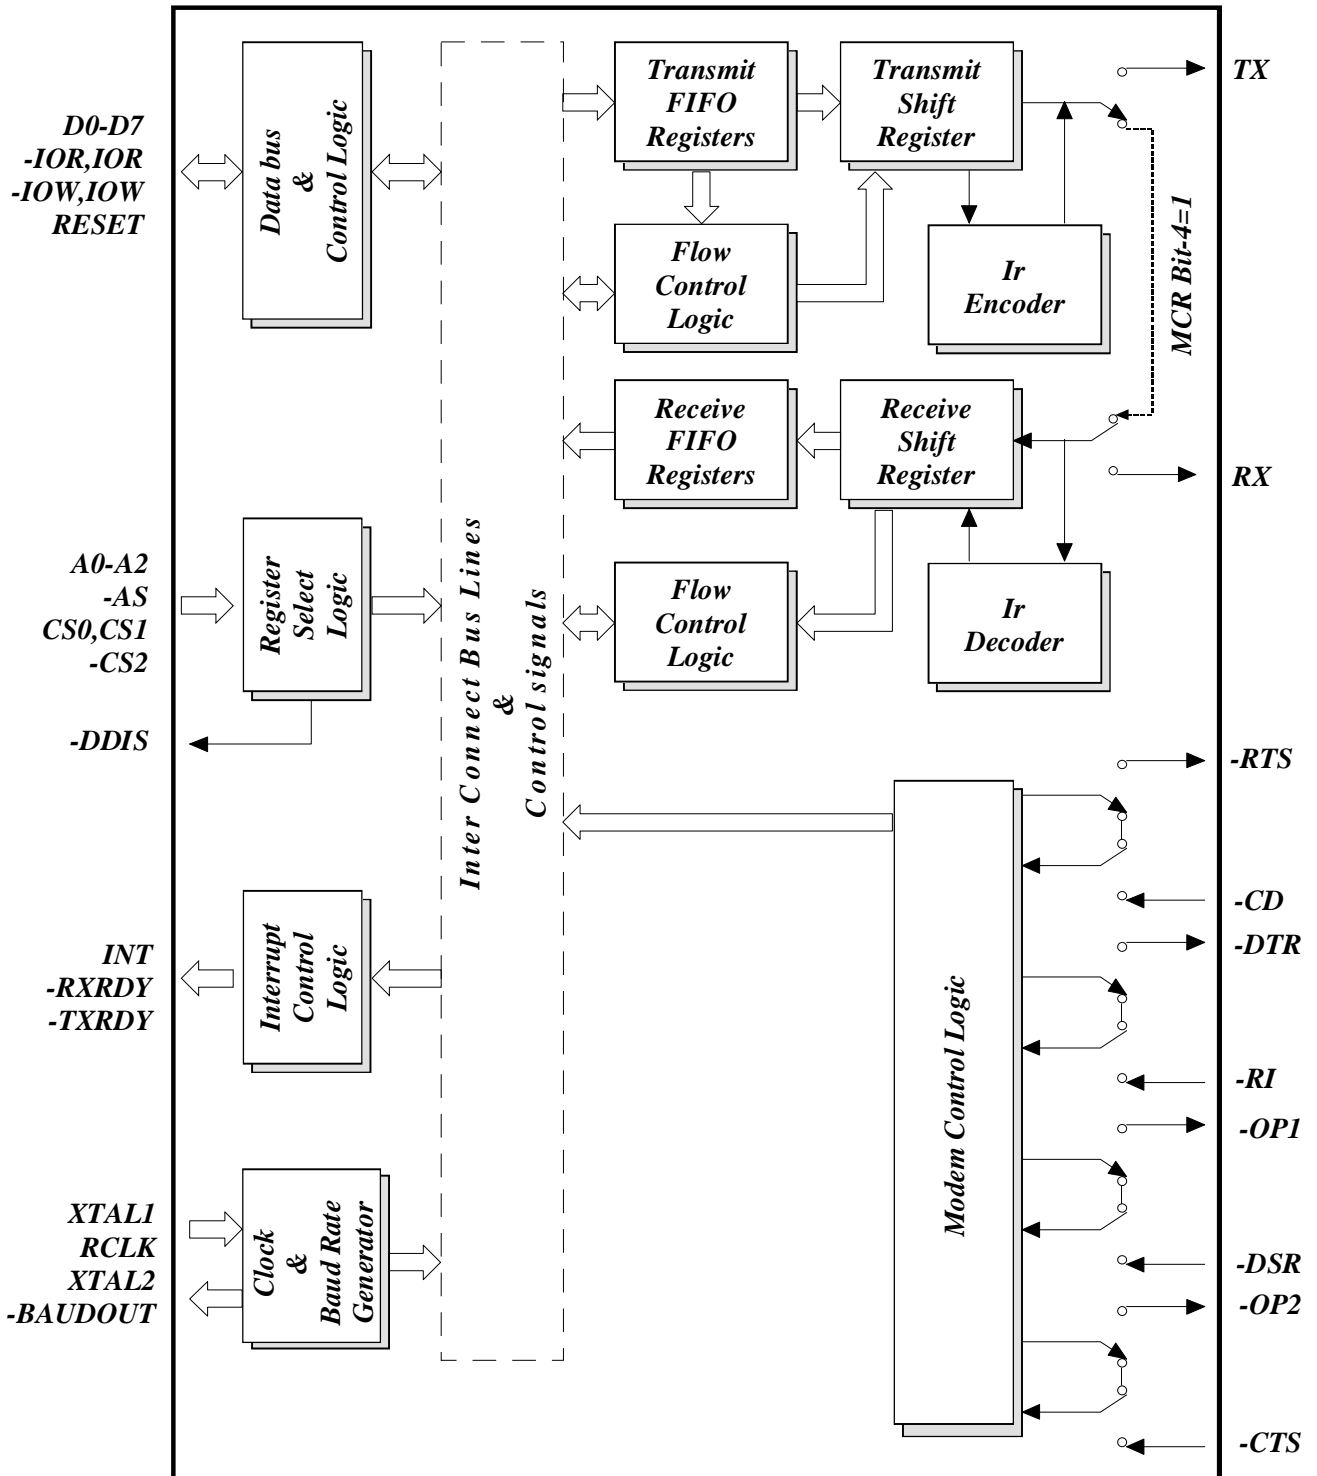 D0-D7
-IOR,IOR
-IOW,IOW
RESET
Data bus
&
Control Logic
A0-A2
-AS
CS0,CS1
-CS2
Register
Select
Logic
-DDIS
INT
-RXRDY
-TXRDY
Interrupt
Control
Logic
XTAL1
RCLK
XTAL2
-BAUDOUT
Clock
&
Baud Rate
Generator
Inter Connect Bus Lines
&
Control signals
Transmit
FIFO
Registers
Transmit
Shift
Register
Flow
Control
Logic
Ir
Encoder
Receive
FIFO
Registers
Receive
Shift
Register
Flow
Control
Logic
Ir
Decoder
MCR Bit-4=1
Modem Control Logic
TX
RX
-RTS
-CD
-DTR
-RI
-OP1
-DSR
-OP2
-CTS